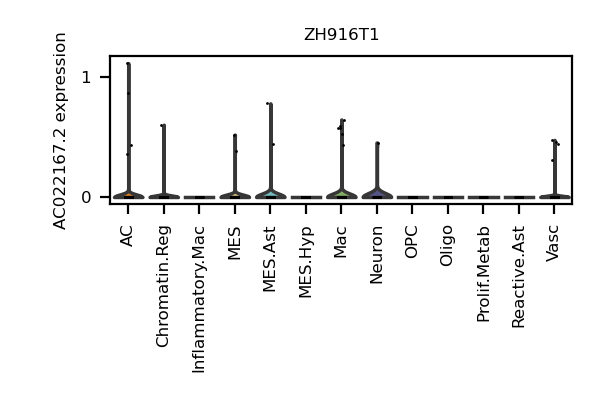 ZH916T1
AC022167.2 expression
1
0
AC
Chromatin.Reg
Inflammatory.Mac
MES
MES.Ast
MES.Hyp
Mac
Neuron
OPC
Oligo
Prolif.Metab
Reactive.Ast
Vasc